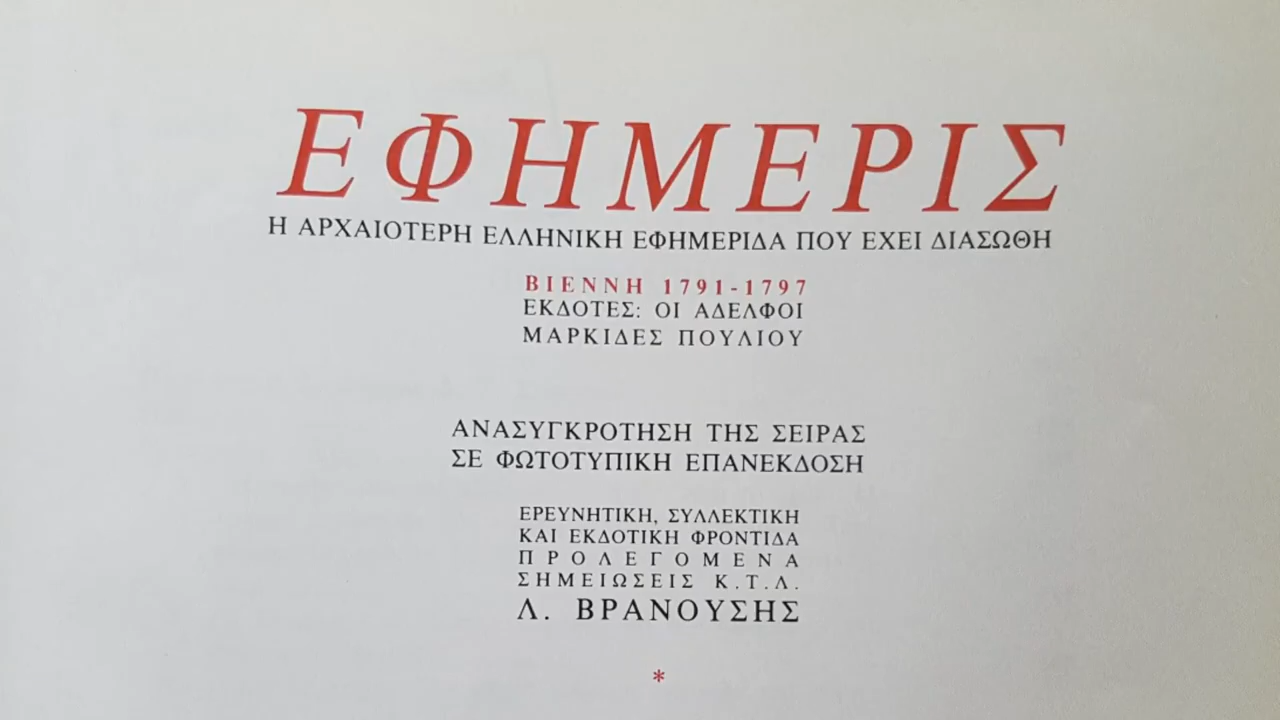 ΕΦΗΜΕΡΙΣ
Η ΑΡΧΑΙΟΤΕΡΗ ΕΛΛΗΝΙΚΗ ΕΦΗΜΕΡΙΔΑ ΠΟΥ ΕΧΕΙ ΔΙΑΣΩΘΗ
ΒΙΕΝΝΗ 1791-1797
ΕΚΔΟΤΕΣ: ΟΙ ΑΔΕΛΦΟΙ
ΜΑΡΚΙΔΕΣ ΠΟΥΛΙΟΥ
ΑΝΑΣΥΓΚΡΟΤΗΣΗ ΤΗΣ ΣΕΙΡΑΣ
ΣΕ ΦΩΤΟΤΥΠΙΚΗ ΕΠΑΝΕΚΔΟΣΗ
ΕΡΕΥΝΗΤΙΚΗ, ΣΥΛΛΕΚΤΙΚΗ
ΚΑΙ ΕΚΔΟΤΙΚΗ ΦΡΟΝΤΙΔΑ
ΠΡΟΛΕΓΟΜΕΝΑ
ΣΗΜΕΙΩΣΕΙΣ Κ.Τ.Λ.
Λ. ΒΡΑΝΟΥΣΗΣ
*